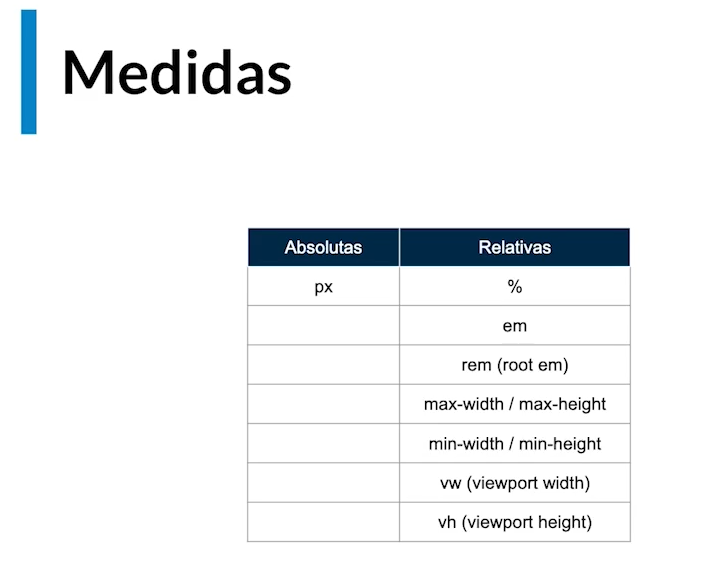 Medidas
Absolutas Relativas
px %
em
rem (root em)
max-width / max-height
min-width / min-height
vw (viewport width)
vh (viewport height)